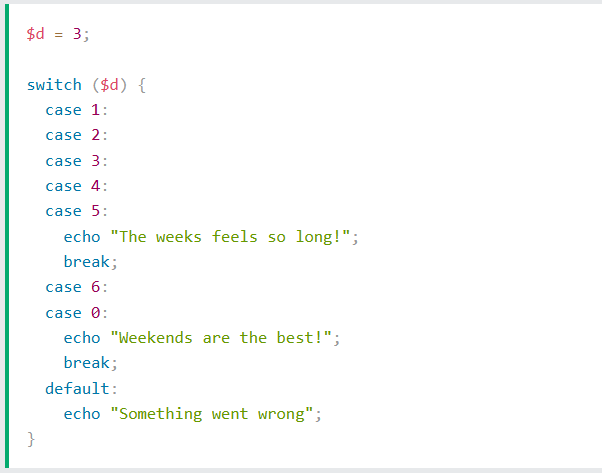 $d = 3;
switch ($d) {
  case 1:
  case 2:
  case 3:
  case 4:
  case 5:
    echo "The weeks feels so long!";
    break;
  case 6:
  case 0:
    echo "Weekends are the best!";
    break;
  default:
    echo "Something went wrong";
}